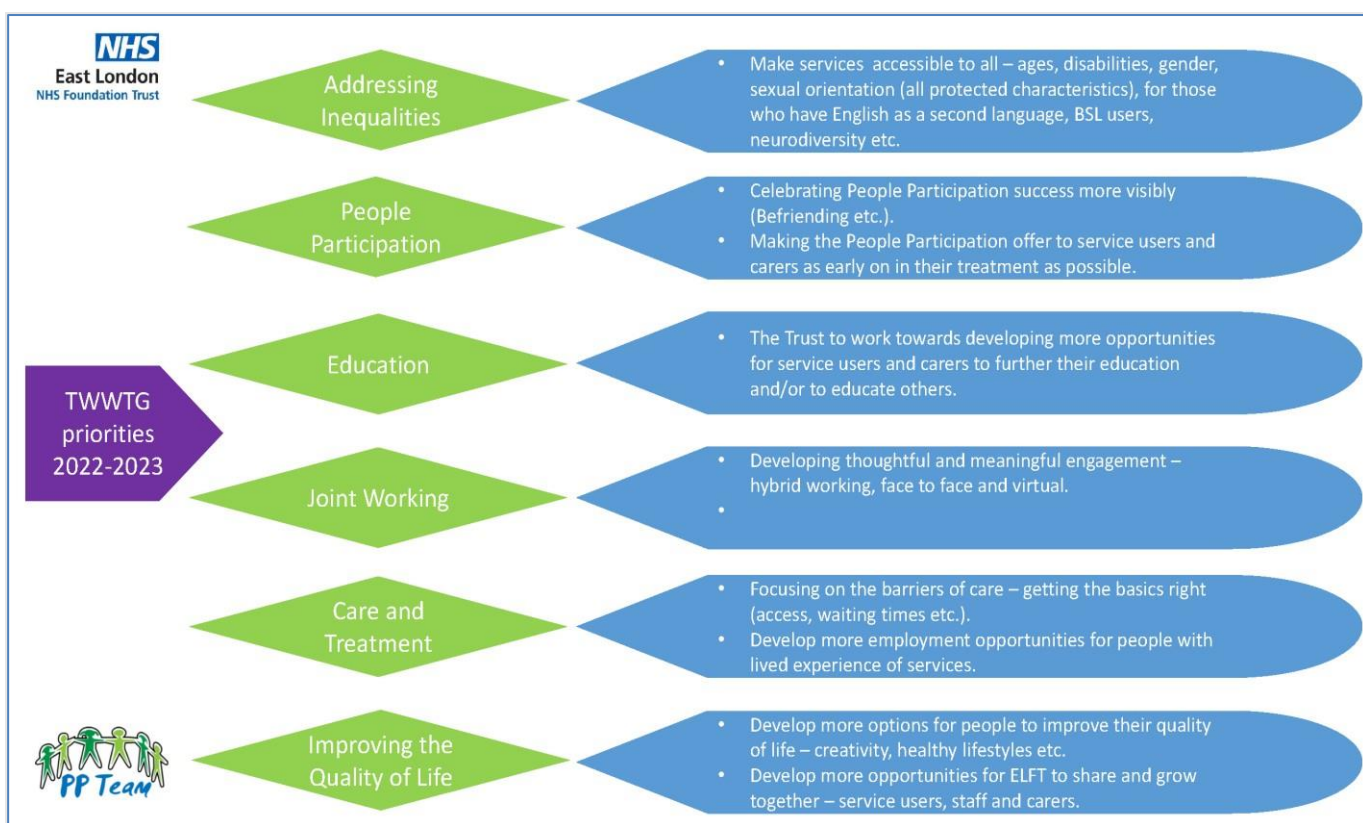 NHS
East London
NHS Foundation Trust
Addressing
Inequalities
• Make services accessible to all – ages, disabilities, gender,
sexual orientation (all protected characteristics), for those
who have English as a second language, BSL users,
neurodiversity etc.
People
Participation
• Celebrating People Participation success more visibly
(Befriending etc.).
• Making the People Participation offer to service users and
carers as early on in their treatment as possible.
TWWTG
priorities
2022-2023
Education
• The Trust to work towards developing more opportunities
for service users and carers to further their education
and/or to educate others.
Joint Working
• Developing thoughtful and meaningful engagement –
hybrid working, face to face and virtual.
•
Care and
Treatment
• Focusing on the barriers of care – getting the basics right
(access, waiting times etc.).
• Develop more employment opportunities for people with
lived experience of services.
Improving the
Quality of Life
• Develop more options for people to improve their quality
of life – creativity, healthy lifestyles etc.
• Develop more opportunities for ELFT to share and grow
together – service users, staff and carers.
PP Team